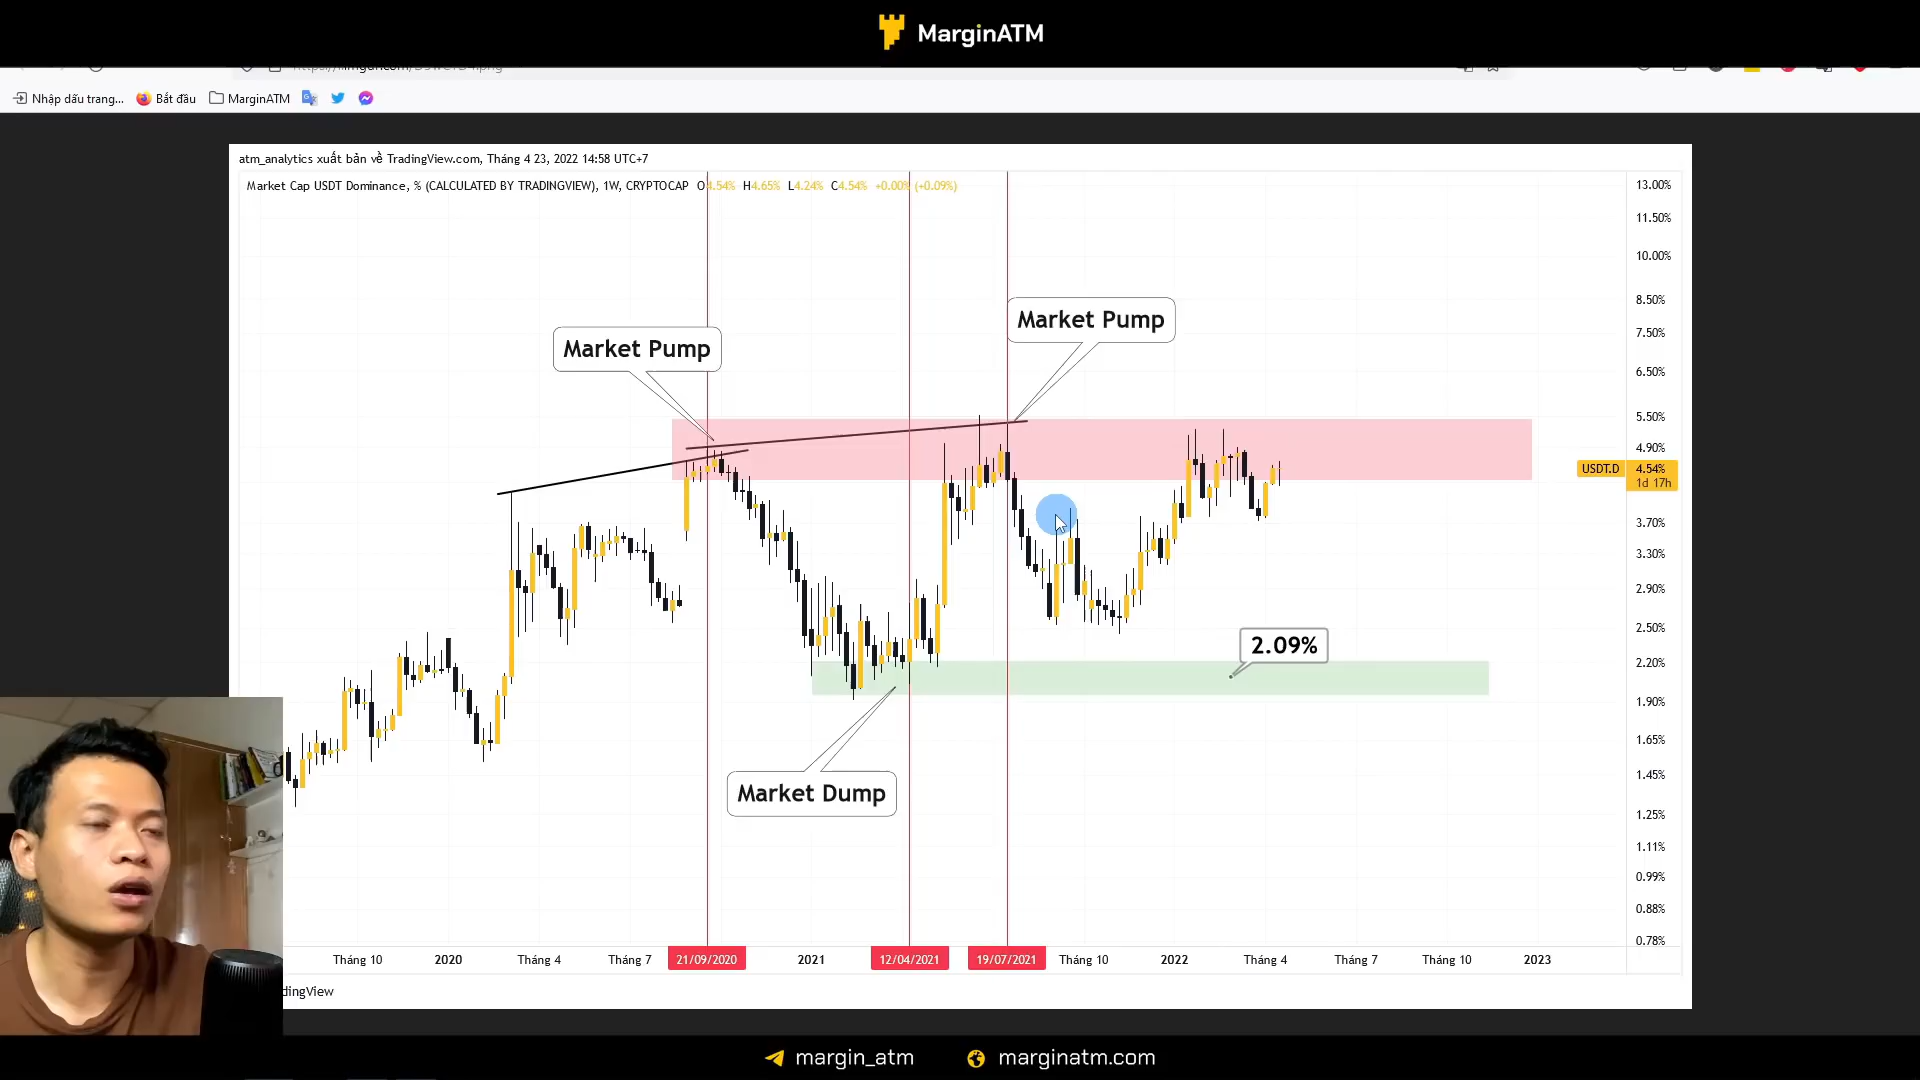 MarginATM
Nhập dấu trang...
Bắt đầu
MarginATM
atm_analytics xuất bản về TradingView.com, Tháng 4 23, 2022 14:58 UTC+7
Market Cap USDT Dominance, % (CALCULATED BY TRADINGVIEW), 1W, CRYPTOCAP O4.54% H4.65% L4.24% C4.54% +0.00% (+0.09%)
13.00%
11.50%
10.00%
8.50%
7.50%
6.50%
5.50%
4.90%
USDT.D 4.54%
1d 17h
3.70%
3.30%
2.90%
2.50%
2.20%
1.90%
1.65%
1.45%
1.25%
1.11%
0.99%
0.88%
0.78%
Market Pump
Market Pump
2.09%
Market Dump
Tháng 10
2020
Tháng 4
Tháng 7
21/09/2020
2021
12/04/2021
19/07/2021
Tháng 10
2022
Tháng 4
Tháng 7
Tháng 10
2023
dingView
margin_atm
marginatm.com